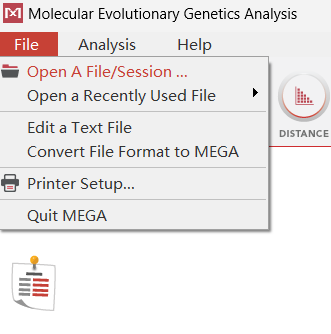 Molecular Evolutionary Genetics Analysis
File Analysis Help
Open A File/Session ...
Open a Recently Used File
DISTANCE
Edit a Text File
Convert File Format to MEGA
Printer Setup...
Quit MEGA